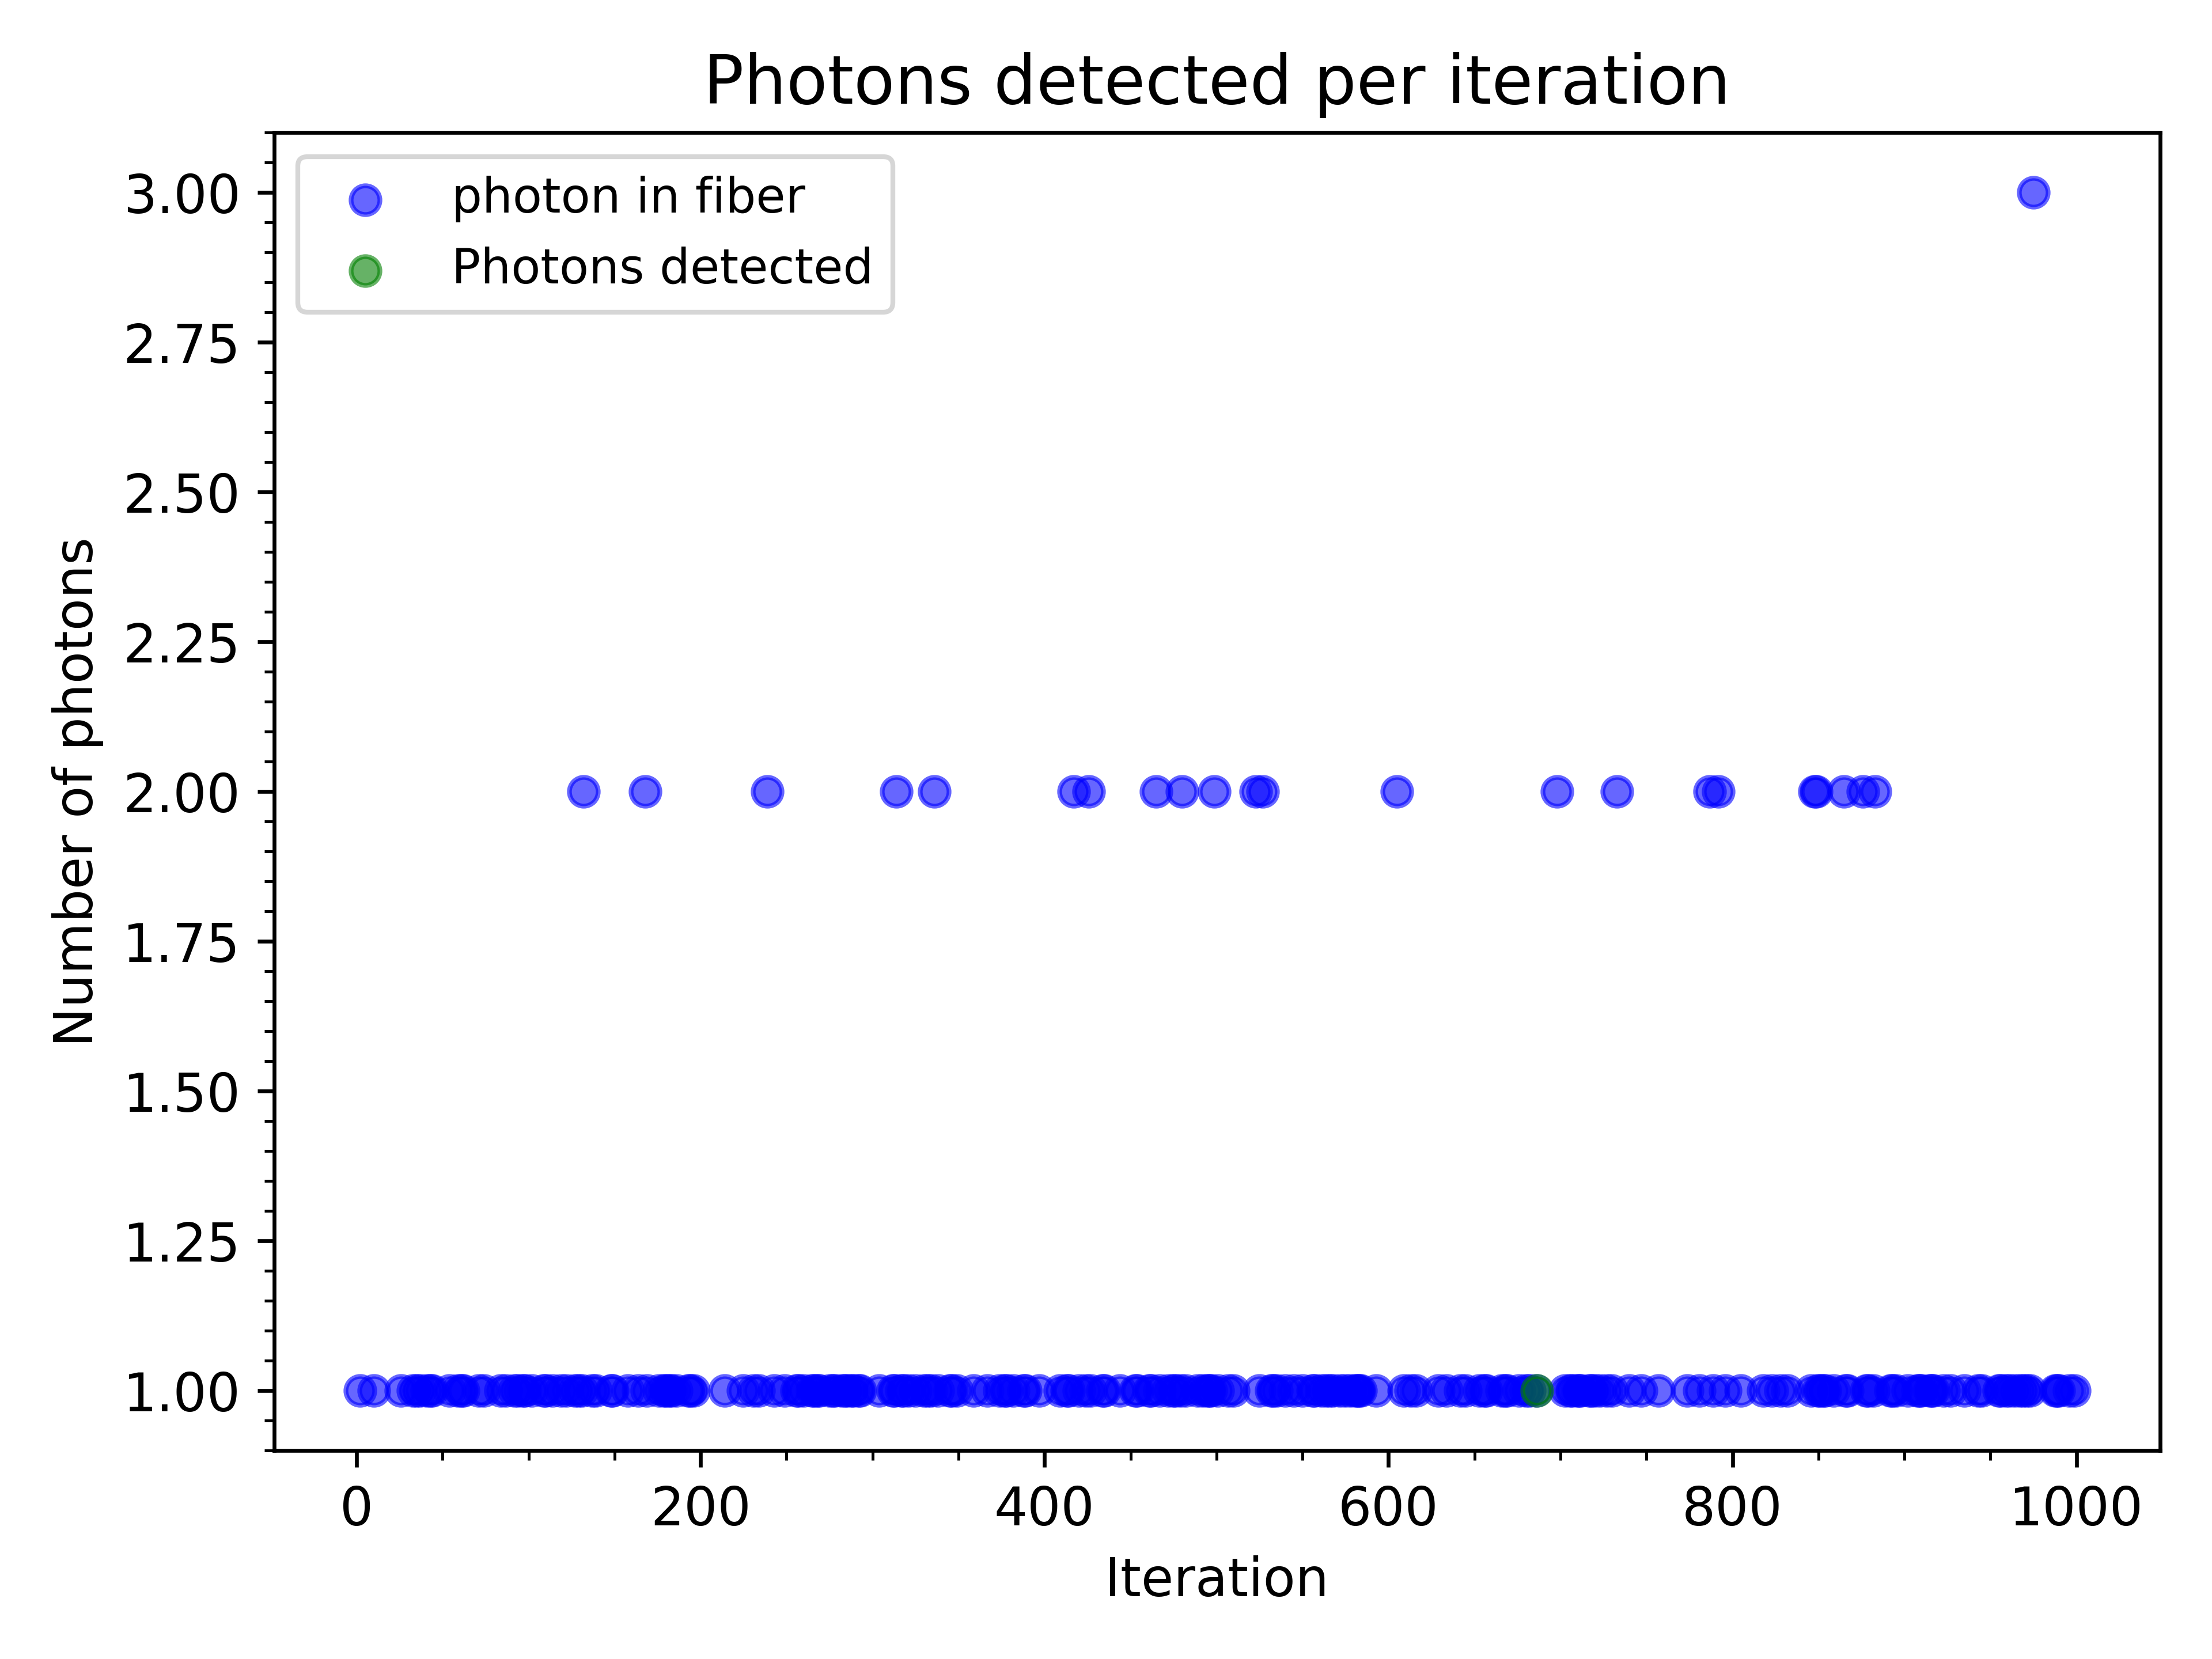 Photons detected per iteration
photon in fiber
Photons detected
3.00
2.75
2.50
2.25
2.00
1.75
1.50
1.25
1.00
Number of photons
0 200 400 600 800 1000
Iteration